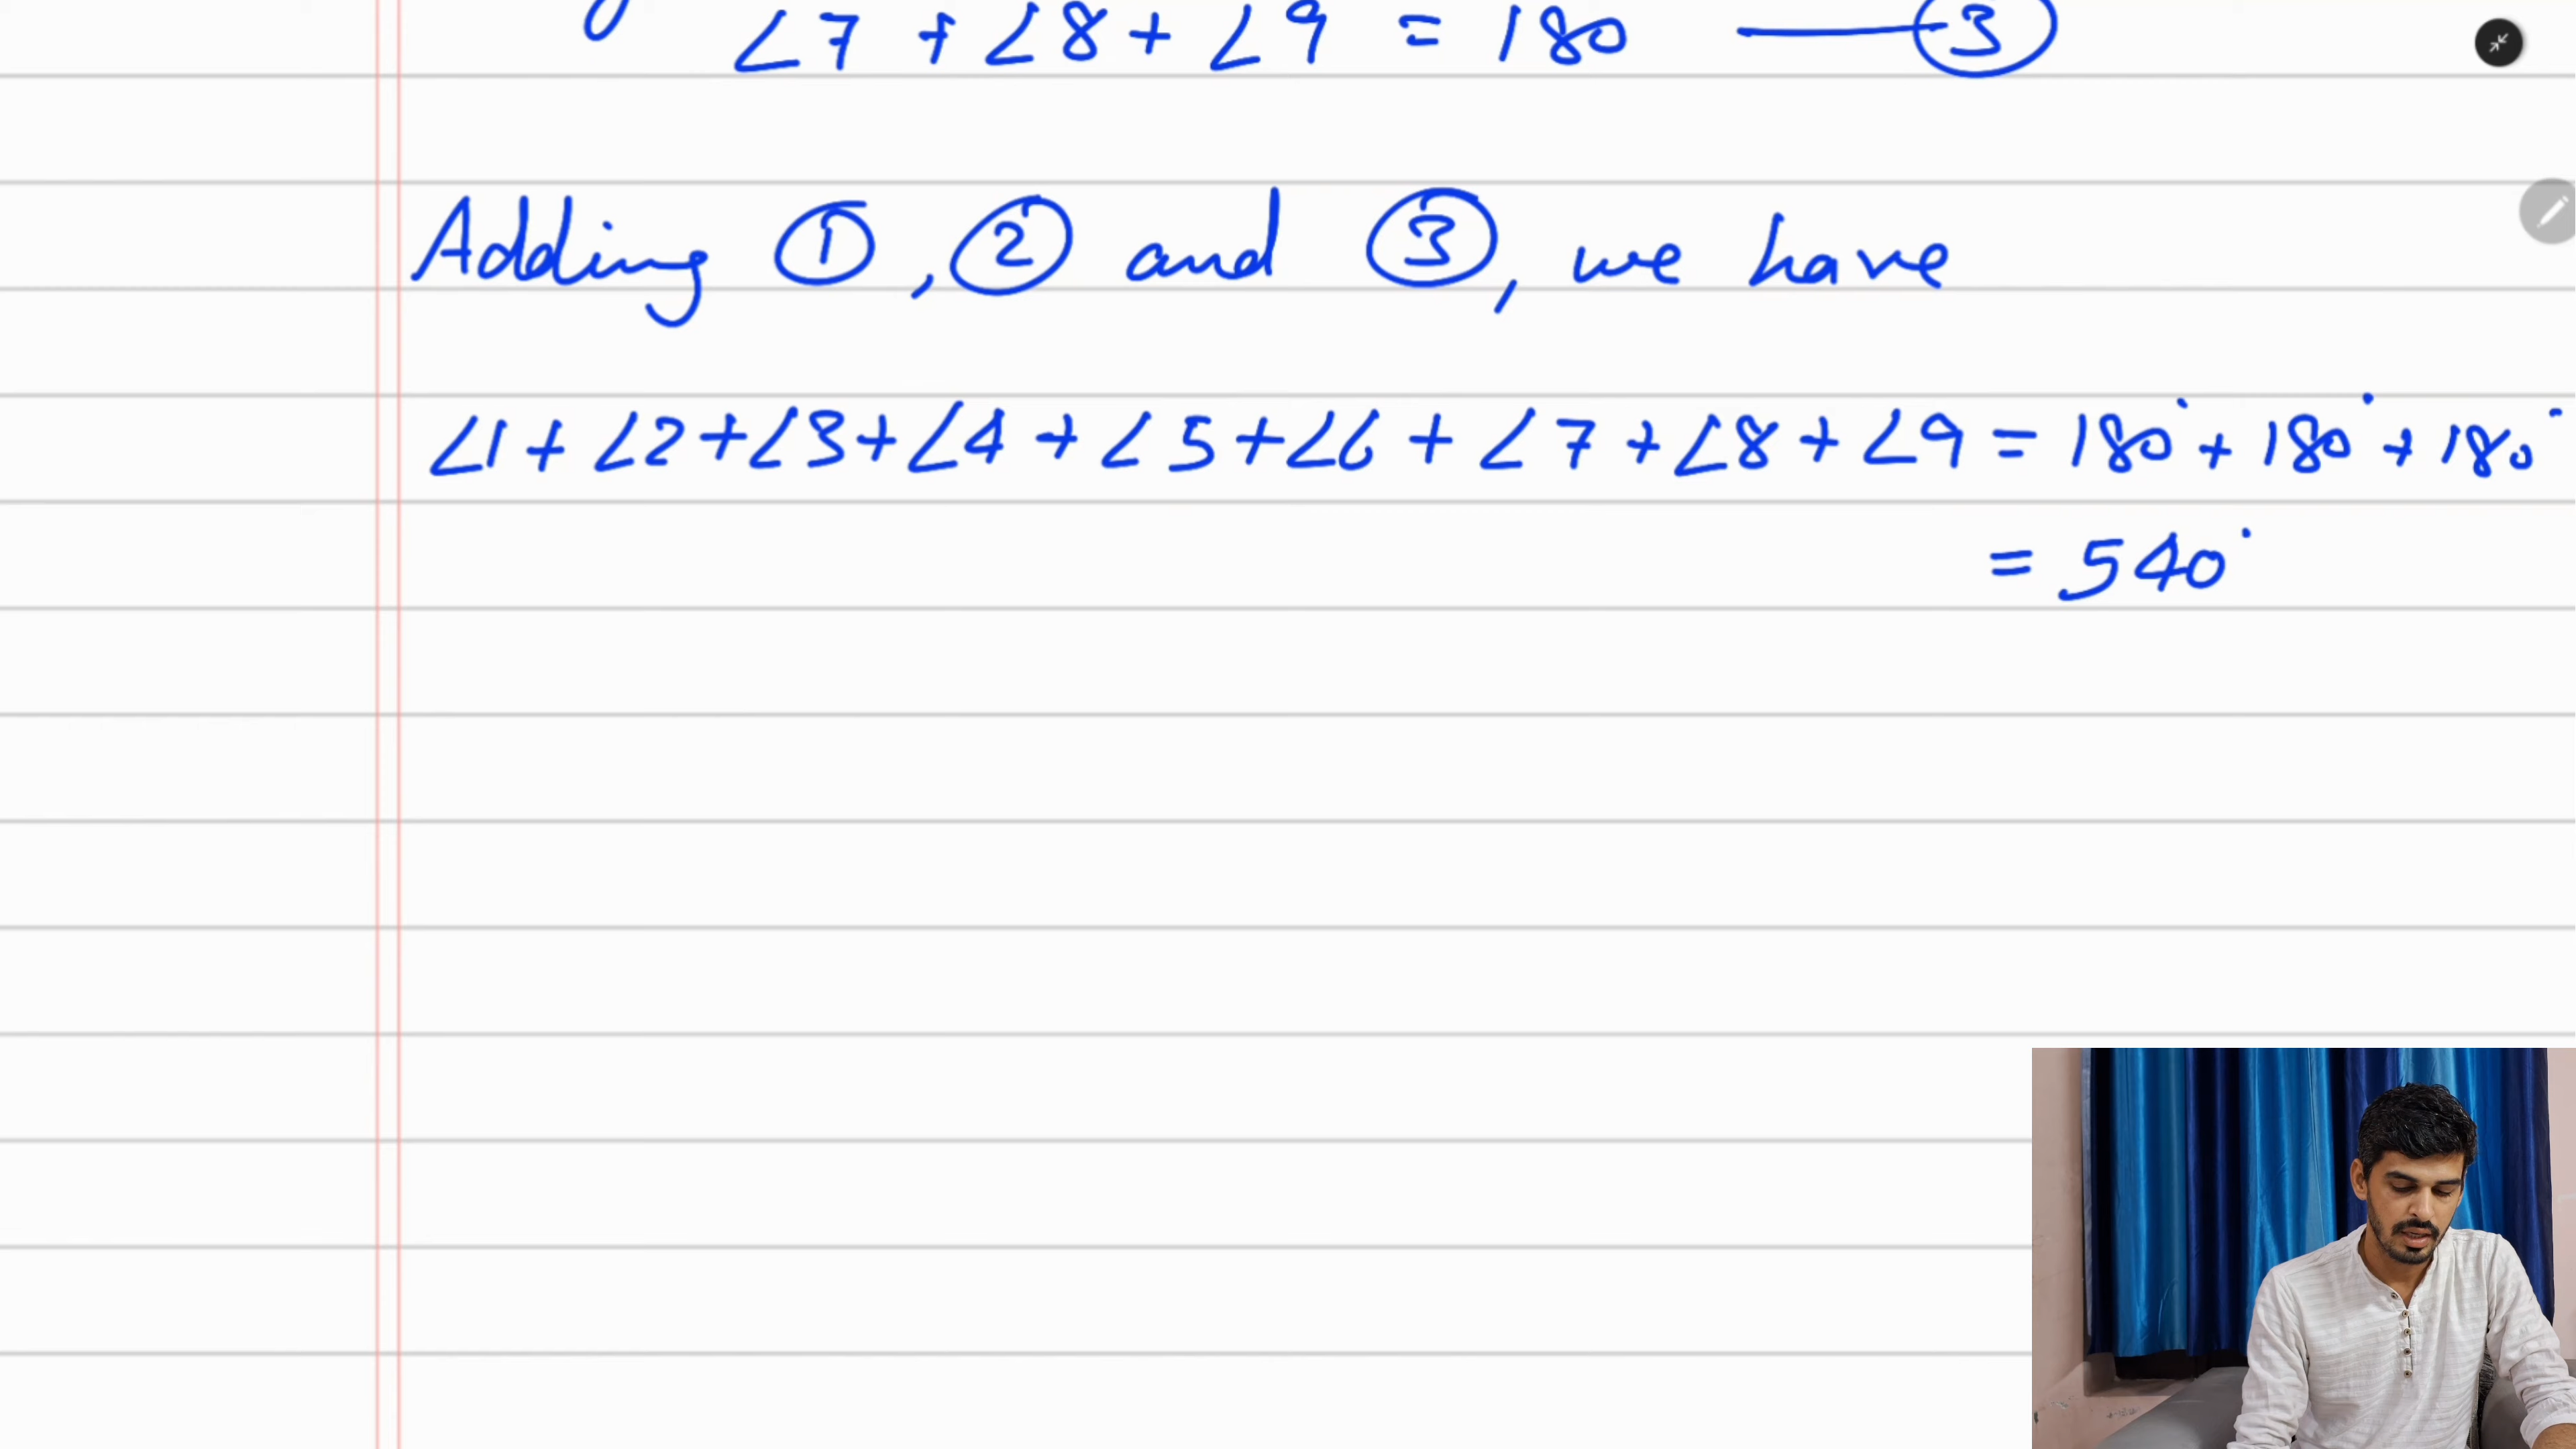 ∠7 + ∠8 + ∠9 = 180 —— ③
Adding ①, ② and ③, we have
∠1 + ∠2 + ∠3 + ∠4 + ∠5 + ∠6 + ∠7 + ∠8 + ∠9 = 180° + 180° + 180°
= 540°